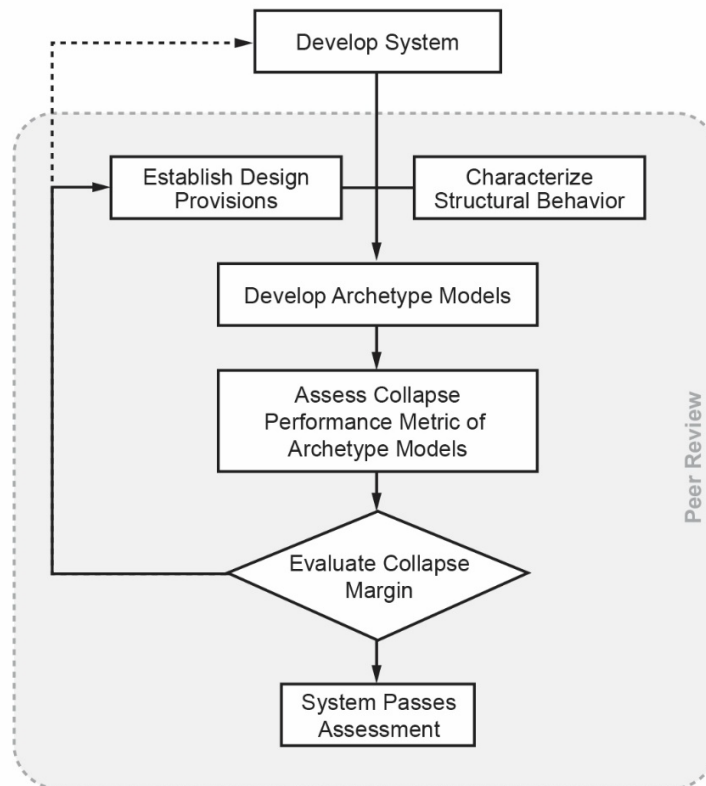 Develop System
Establish Design
Provisions
Characterize
Structural Behavior
Develop Archetype Models
Assess Collapse
Performance Metric of
Archetype Models
Peer Review
Evaluate Collapse
Margin
System Passes
Assessment